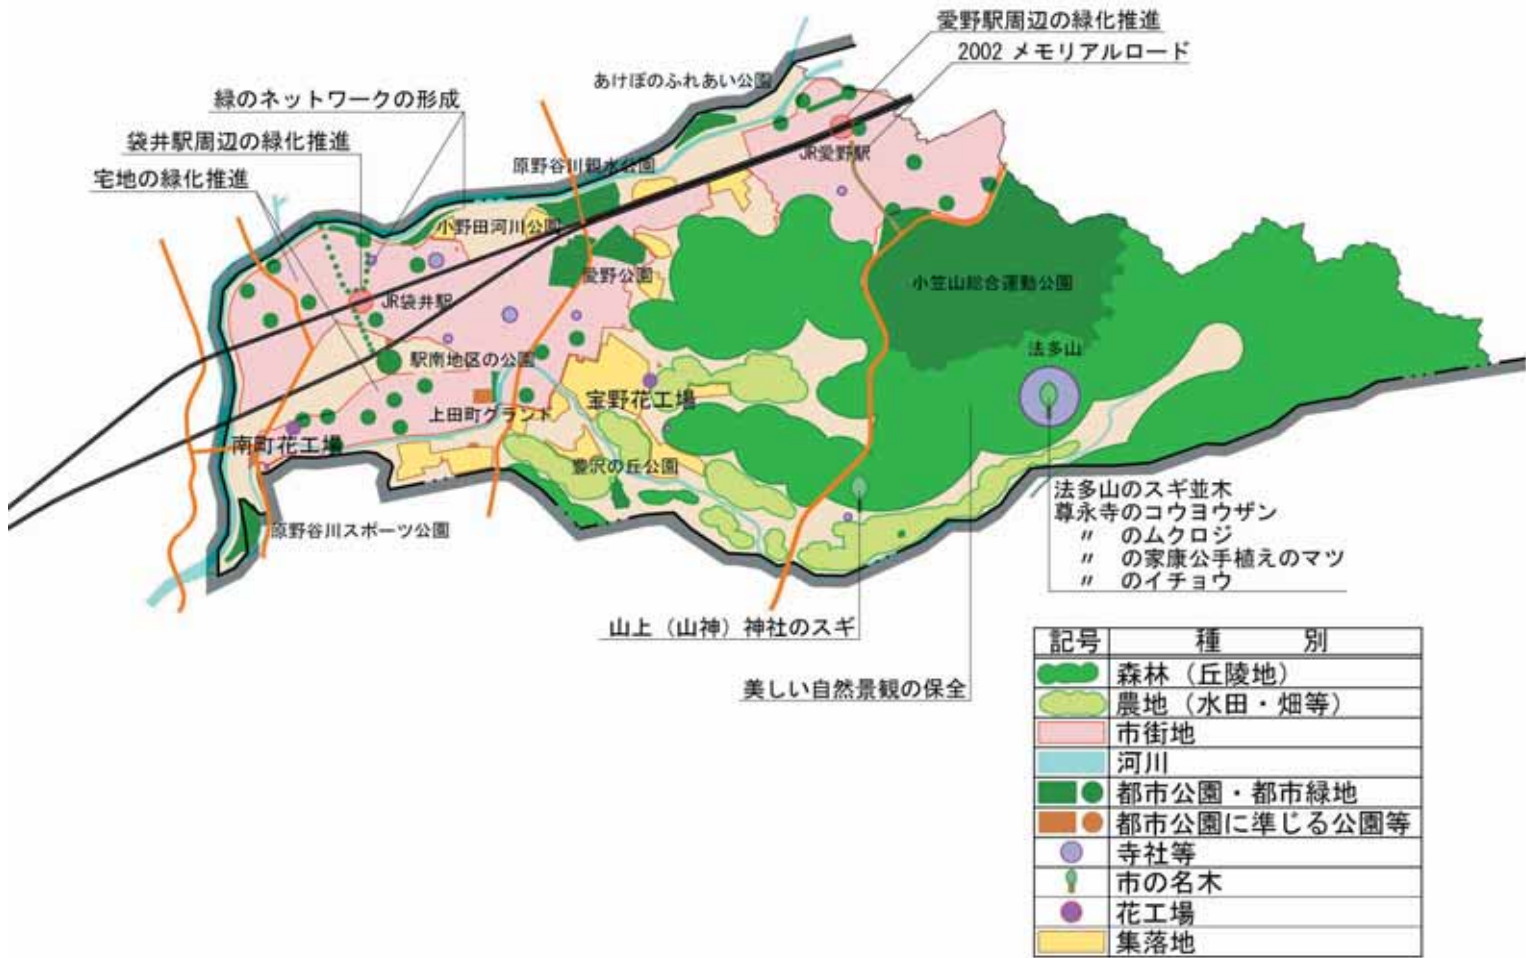 愛野駅周辺の緑化推進
2002 メモリアルロード
あけぼのふれあい公園
緑のネットワークの形成
袋井駅周辺の緑化推進
宅地の緑化推進
原野谷川親水公園
JR愛野駅
小野田河川公園
愛野公園
小笠山総合運動公園
JR袋井駅
法多山
駅南地区の公園
宝野花工場
上田町グランド
南町花工場
豊沢の丘公園
原野谷川スポーツ公園
法多山のスギ並木
尊永寺のコウヨウザン
〃 のムクロジ
〃 の家康公手植えのマツ
〃 のイチョウ
山上（山神）神社のスギ
美しい自然景観の保全
記号 種 別
森林（丘陵地）
農地（水田・畑等）
市街地
河川
都市公園・都市緑地
都市公園に準じる公園等
寺社等
市の名木
花工場
集落地